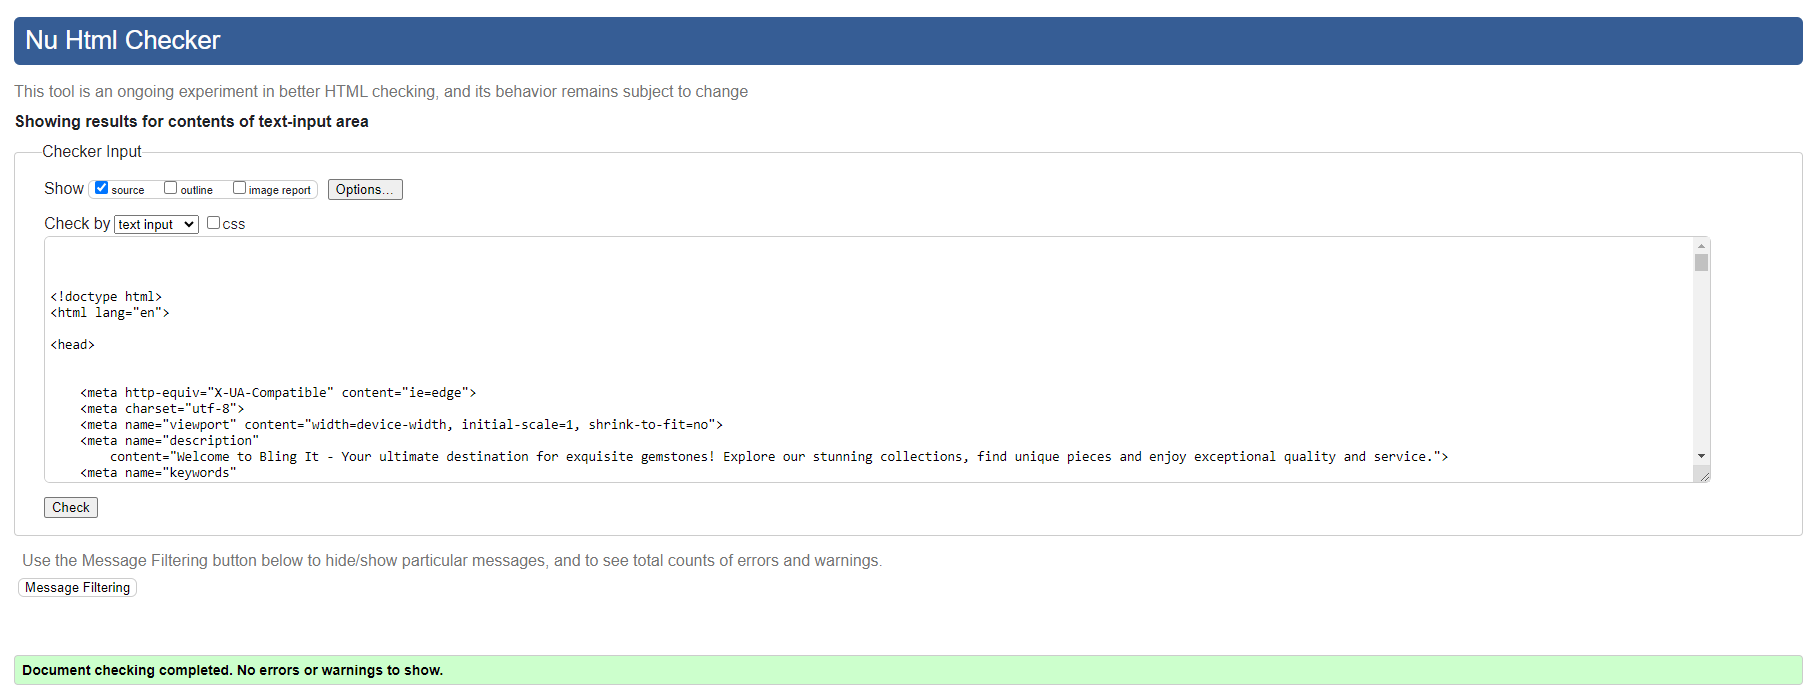 Nu Html Checker
This tool is an ongoing experiment in better HTML checking, and its behavior remains subject to change
Showing results for contents of text-input area
Checker Input
Show source outline image report Options...
Check by text input css
<!doctype html>
<html lang="en">
<head>
<meta http-equiv="X-UA-Compatible" content="ie=edge">
<meta charset="utf-8">
<meta name="viewport" content="width=device-width, initial-scale=1, shrink-to-fit=no">
<meta name="description"
content="Welcome to Bling It - Your ultimate destination for exquisite gemstones! Explore our stunning collections, find unique pieces and enjoy exceptional quality and service.">
<meta name="keywords"
Check
Use the Message Filtering button below to hide/show particular messages, and to see total counts of errors and warnings.
Message Filtering
Document checking completed. No errors or warnings to show.